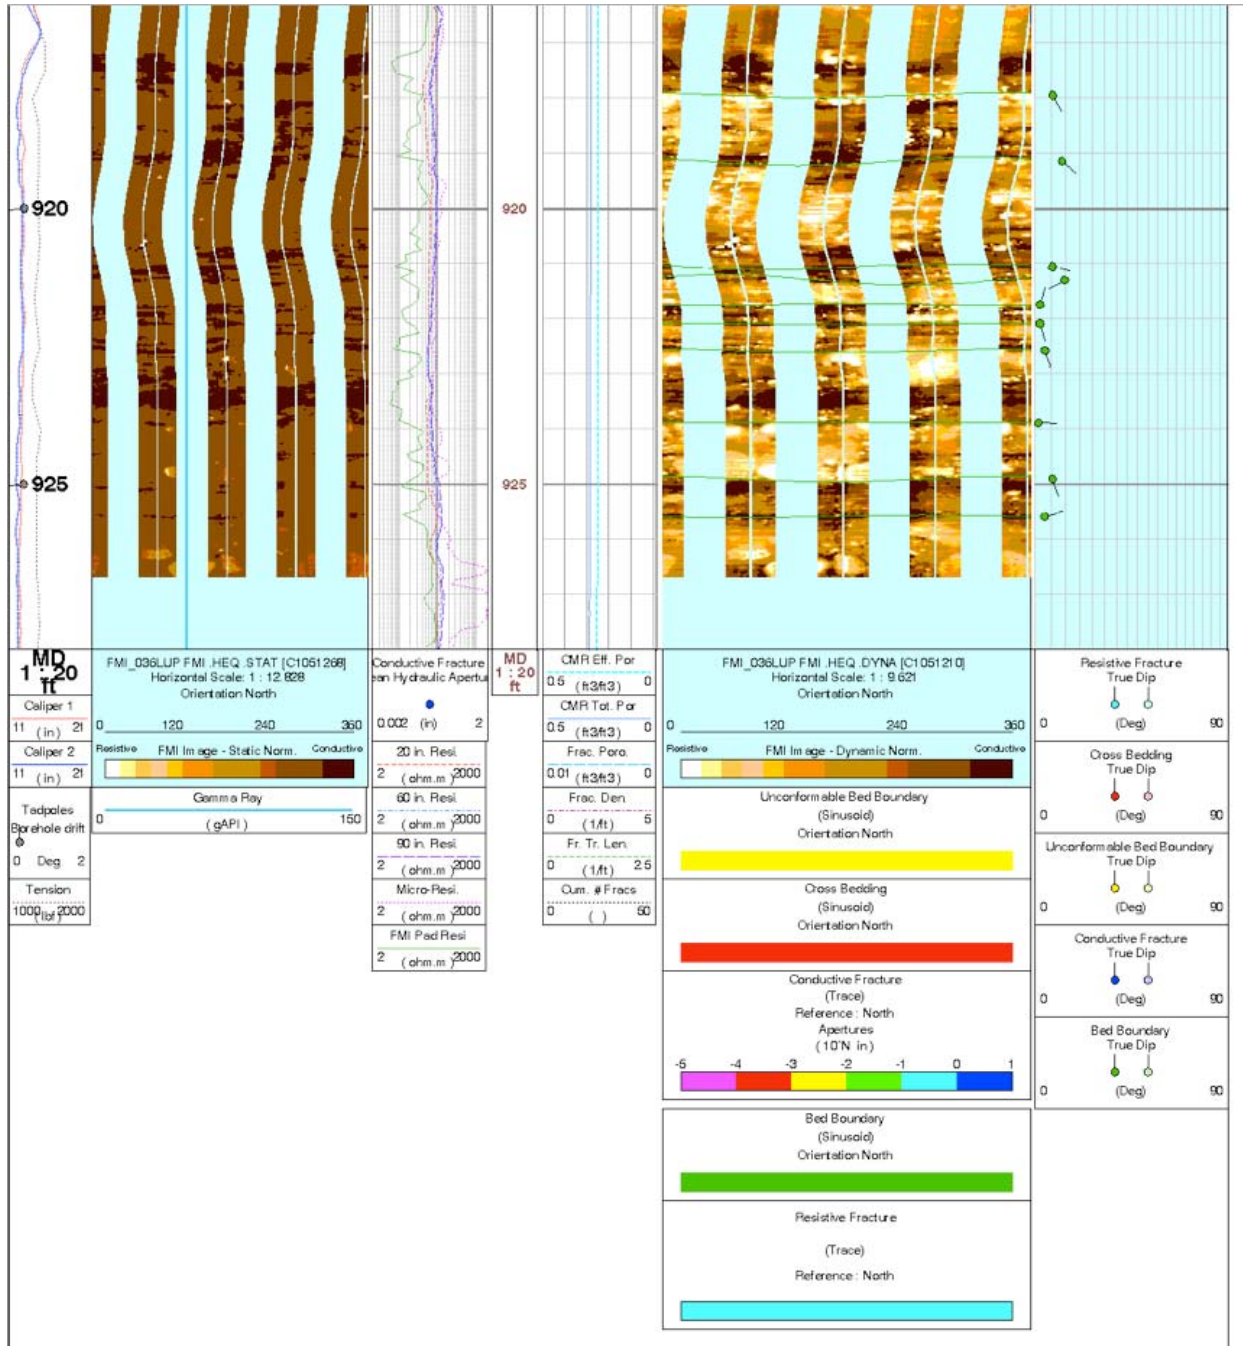 920
920
925
925
MD
1 : 20
ft
Caliper 1
11 (in) 21
Caliper 2
11 (in) 21
Tadpoles
Borehole drift
0 Deg 2
Tension
1000 (lbf) 2000
FMI_036LUP FMI .HEQ .STAT [C1051268]
Horizontal Scale: 1 : 12.828
Orientation North
0 120 240 360
Resistive FMI Image - Static Norm. Conductive
Gamma Ray
0 (gAPI) 150
Conductive Fracture
ean Hydraulic Apertu
0.002 (in) 2
20 in. Resi.
2 (ohm.m) 2000
60 in. Resi.
2 (ohm.m) 2000
90 in. Resi.
2 (ohm.m) 2000
Micro-Resi.
2 (ohm.m) 2000
FMI Pad Resi
2 (ohm.m) 2000
MD
1 : 20
ft
CMR Eff. Por
0.5 (ft3/ft3) 0
CMR Tot. Por
0.5 (ft3/ft3) 0
Frac. Poro.
0.01 (ft3/ft3) 0
Frac. Den.
0 (1/ft) 5
Fr. Tr. Len.
0 (1/ft) 2.5
Cum. # Fracs
0 ( ) 50
FMI_036LUP FMI .HEQ .DYNA [C1051210]
Horizontal Scale: 1 : 9.621
Orientation North
0 120 240 360
Resistive FMI Image - Dynamic Norm. Conductive
Unconformable Bed Boundary
(Sinusoid)
Orientation North
Cross Bedding
(Sinusoid)
Orientation North
Conductive Fracture
(Trace)
Reference : North
Apertures
(10^N in)
-5 -4 -3 -2 -1 0 1
Bed Boundary
(Sinusoid)
Orientation North
Resistive Fracture
(Trace)
Reference : North
Resistive Fracture
True Dip
0 (Deg) 90
Cross Bedding
True Dip
0 (Deg) 90
Unconformable Bed Boundary
True Dip
0 (Deg) 90
Conductive Fracture
True Dip
0 (Deg) 90
Bed Boundary
True Dip
0 (Deg) 90